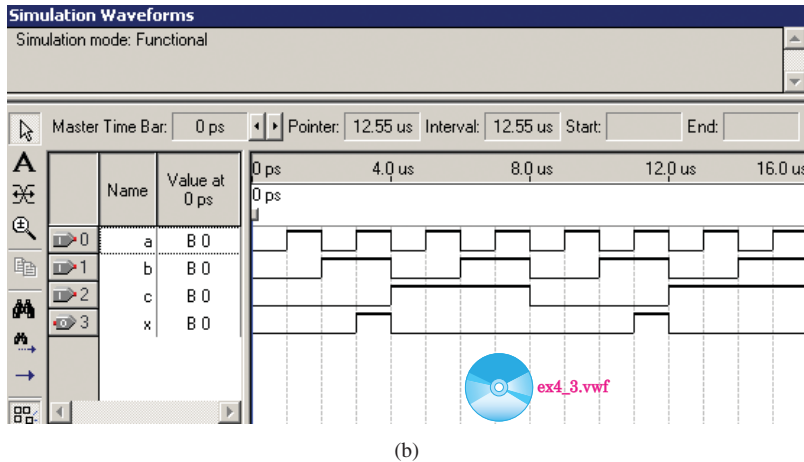 Simulation Waveforms
Simulation mode: Functional
Master Time Bar: 0 ps Pointer: 12.55 us Interval: 12.55 us Start: End:
A
Name Value at 0 ps
0 ps 4.0 us 8.0 us 12.0 us 16.0 us
0 ps
0 a B 0
1 b B 0
2 c B 0
3 x B 0
ex4_3.vwf
(b)